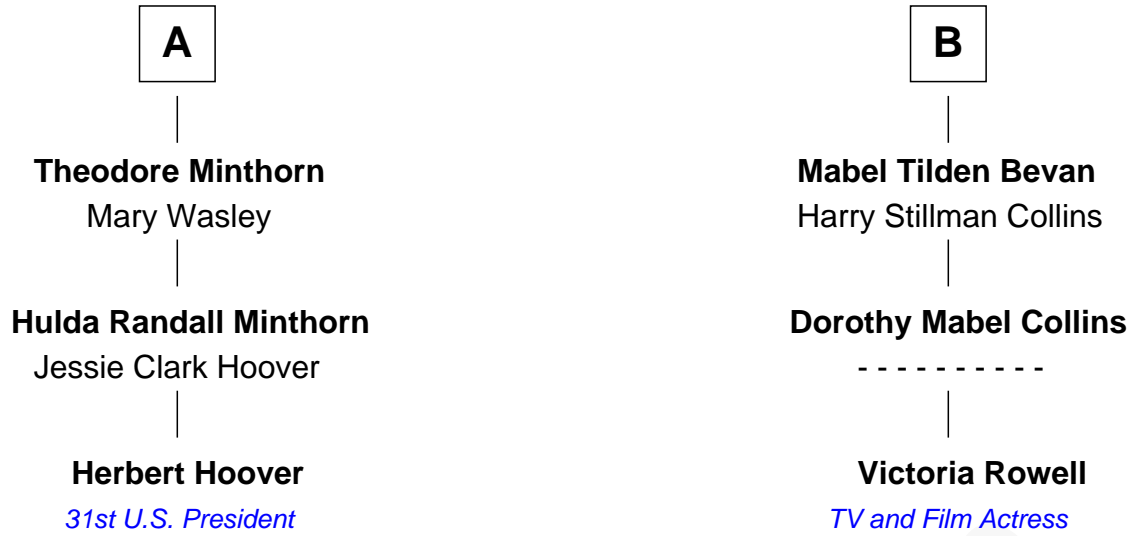 A
B
Theodore Minthorn
Mary Wasley
Mabel Tilden Bevan
Harry Stillman Collins
Hulda Randall Minthorn
Jessie Clark Hoover
Dorothy Mabel Collins
- - - - - - - - - -
Herbert Hoover
31st U.S. President
Victoria Rowell
TV and Film Actress